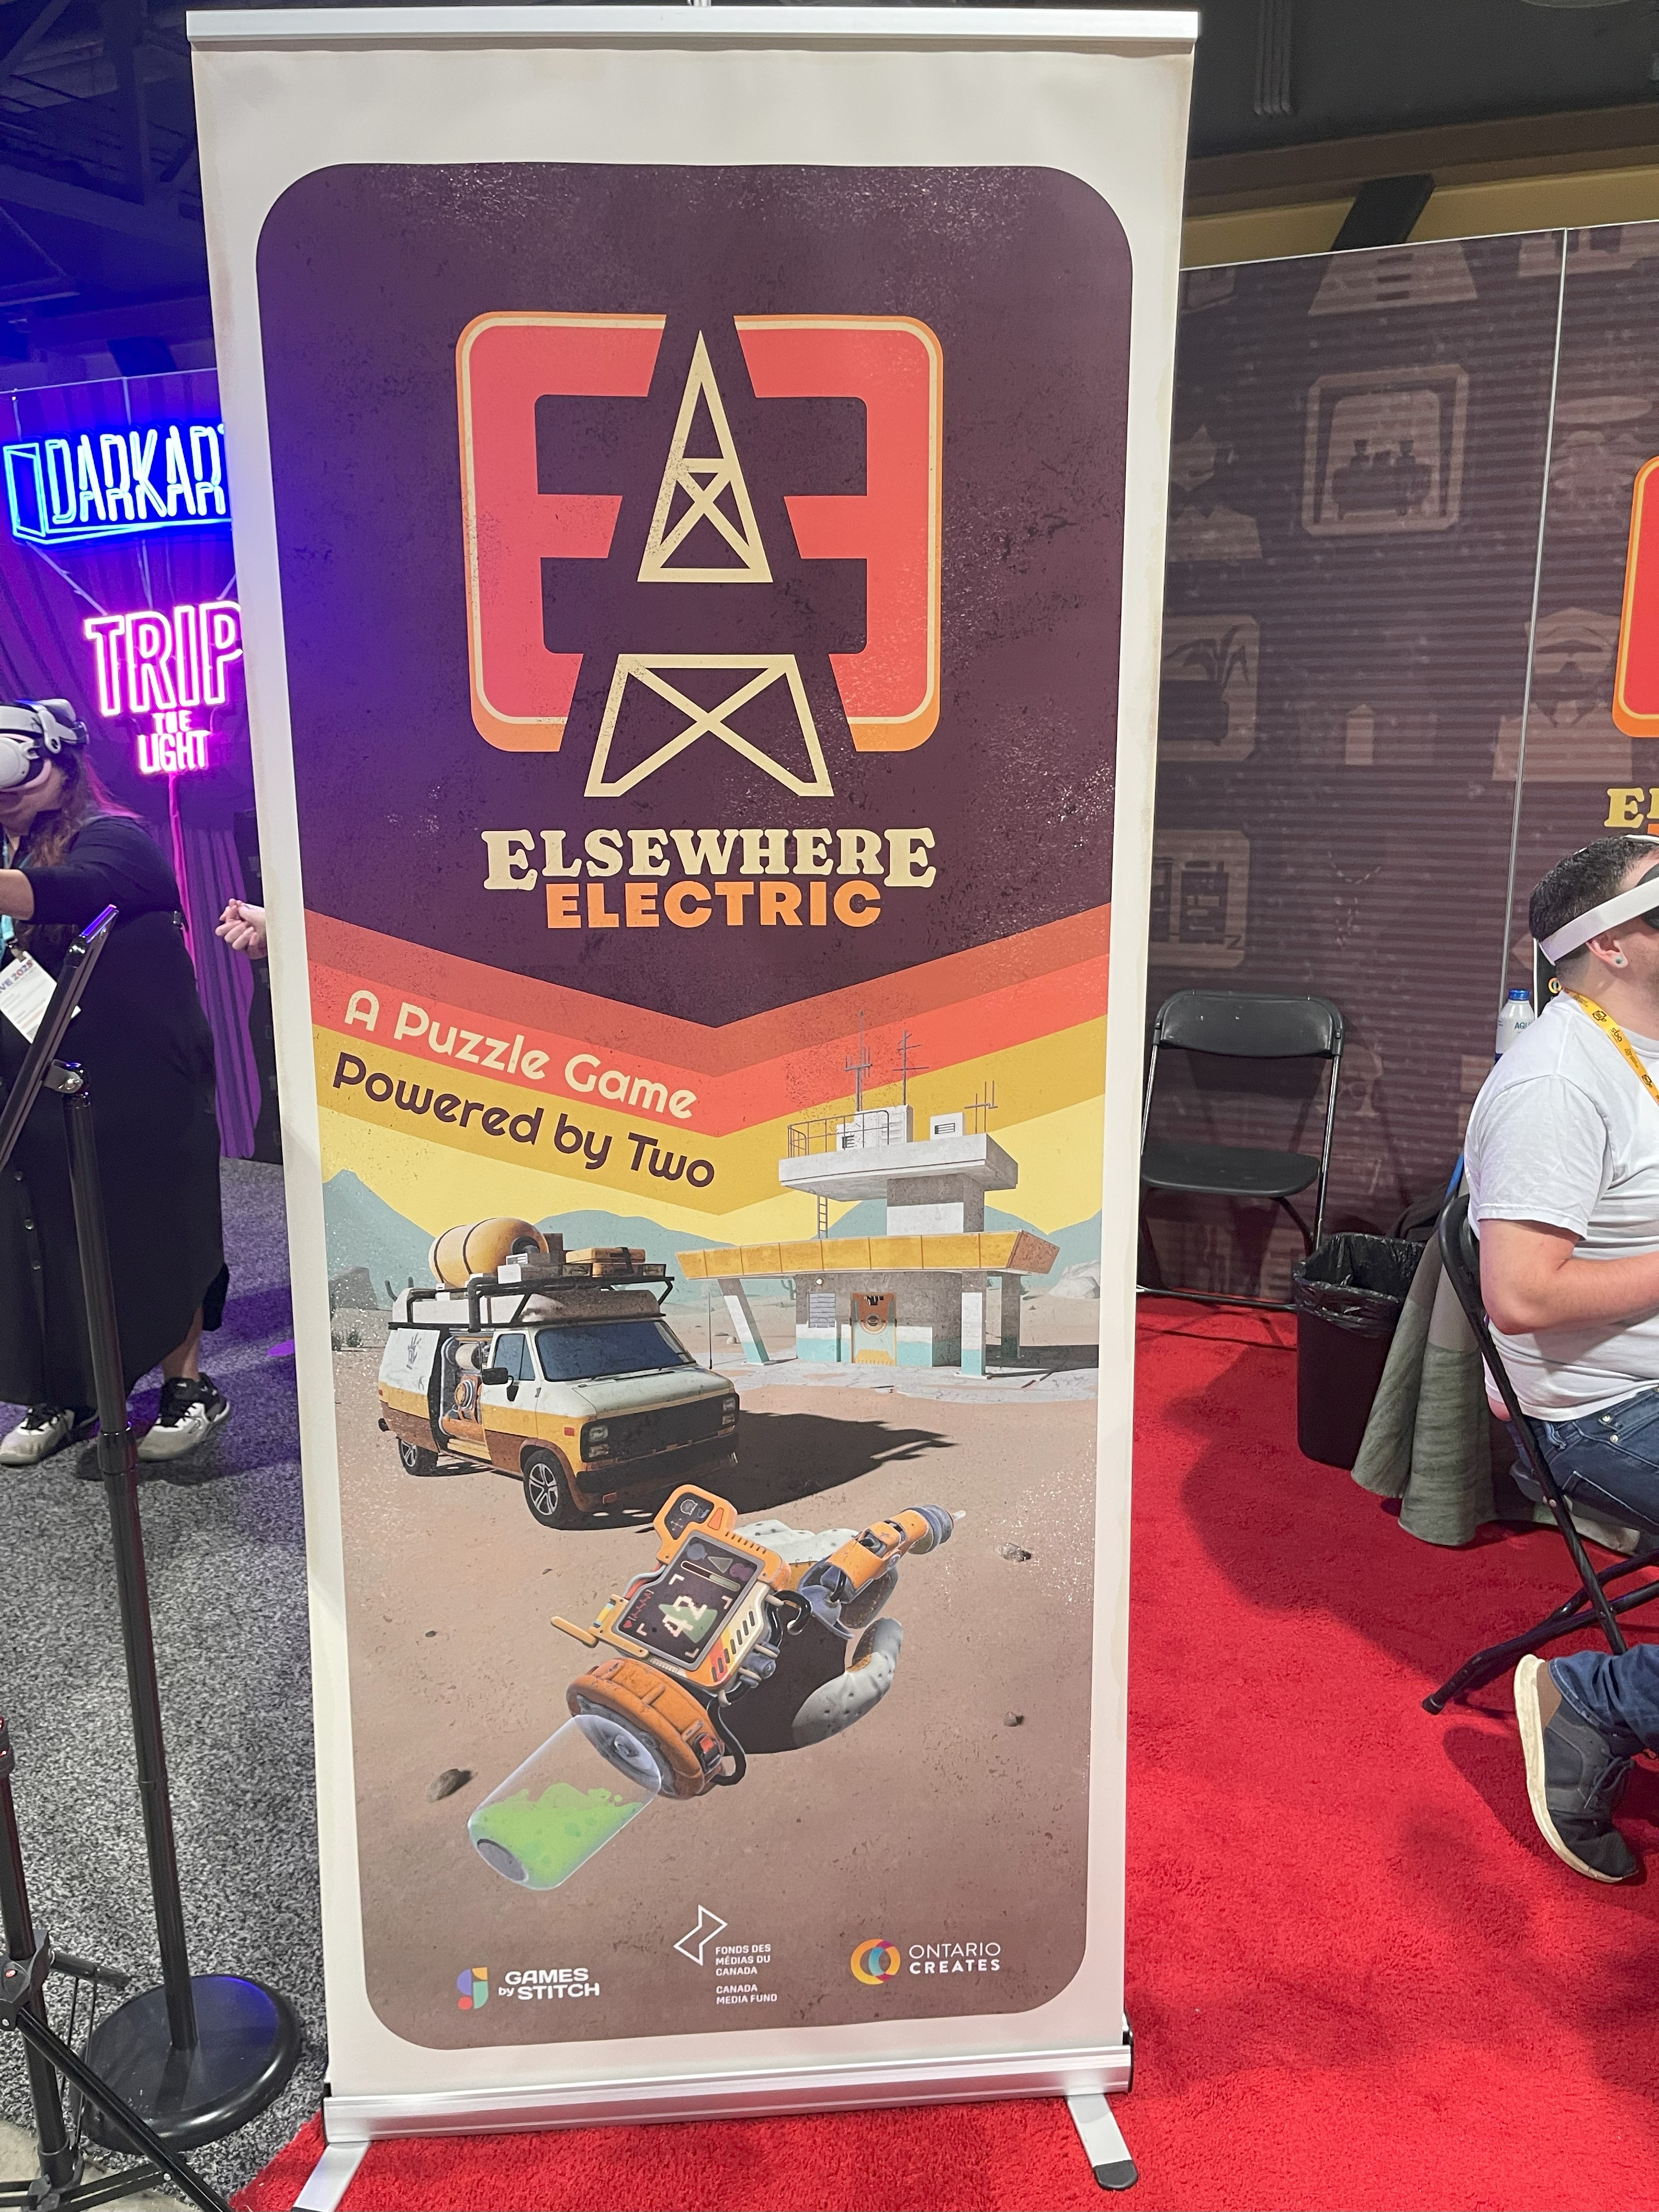 ELSEWHERE
ELECTRIC
A Puzzle Game
Powered by Two
42
GAMES
by STITCH
FONDS DES
MÉDIAS DU
CANADA
CANADA
MEDIA FUND
ONTARIO
CREATES
TRIP
THE
LIGHT